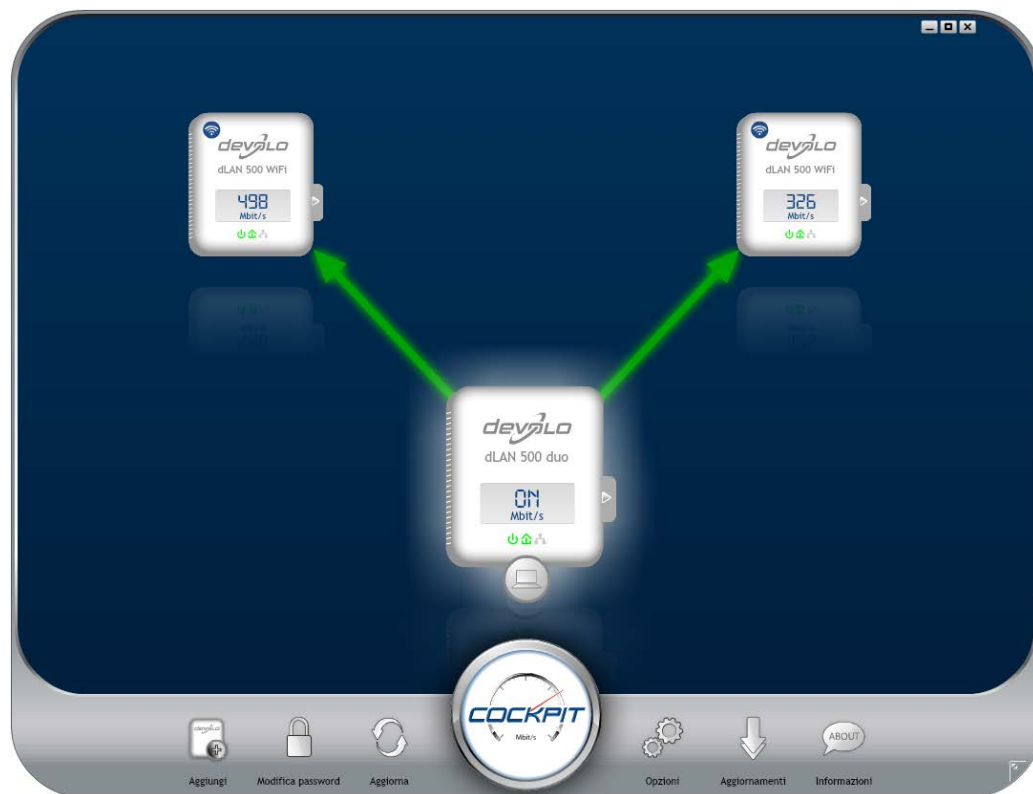 devolo
dLAN 500 WiFi
498
Mbit/s
devolo
dLAN 500 WiFi
326
Mbit/s
devolo
dLAN 500 duo
ON
Mbit/s
COCKPIT
Mbit/s
devolo
Aggiungi
Modifica password
Aggiorna
Opzioni
Aggiornamenti
ABOUT
Informazioni